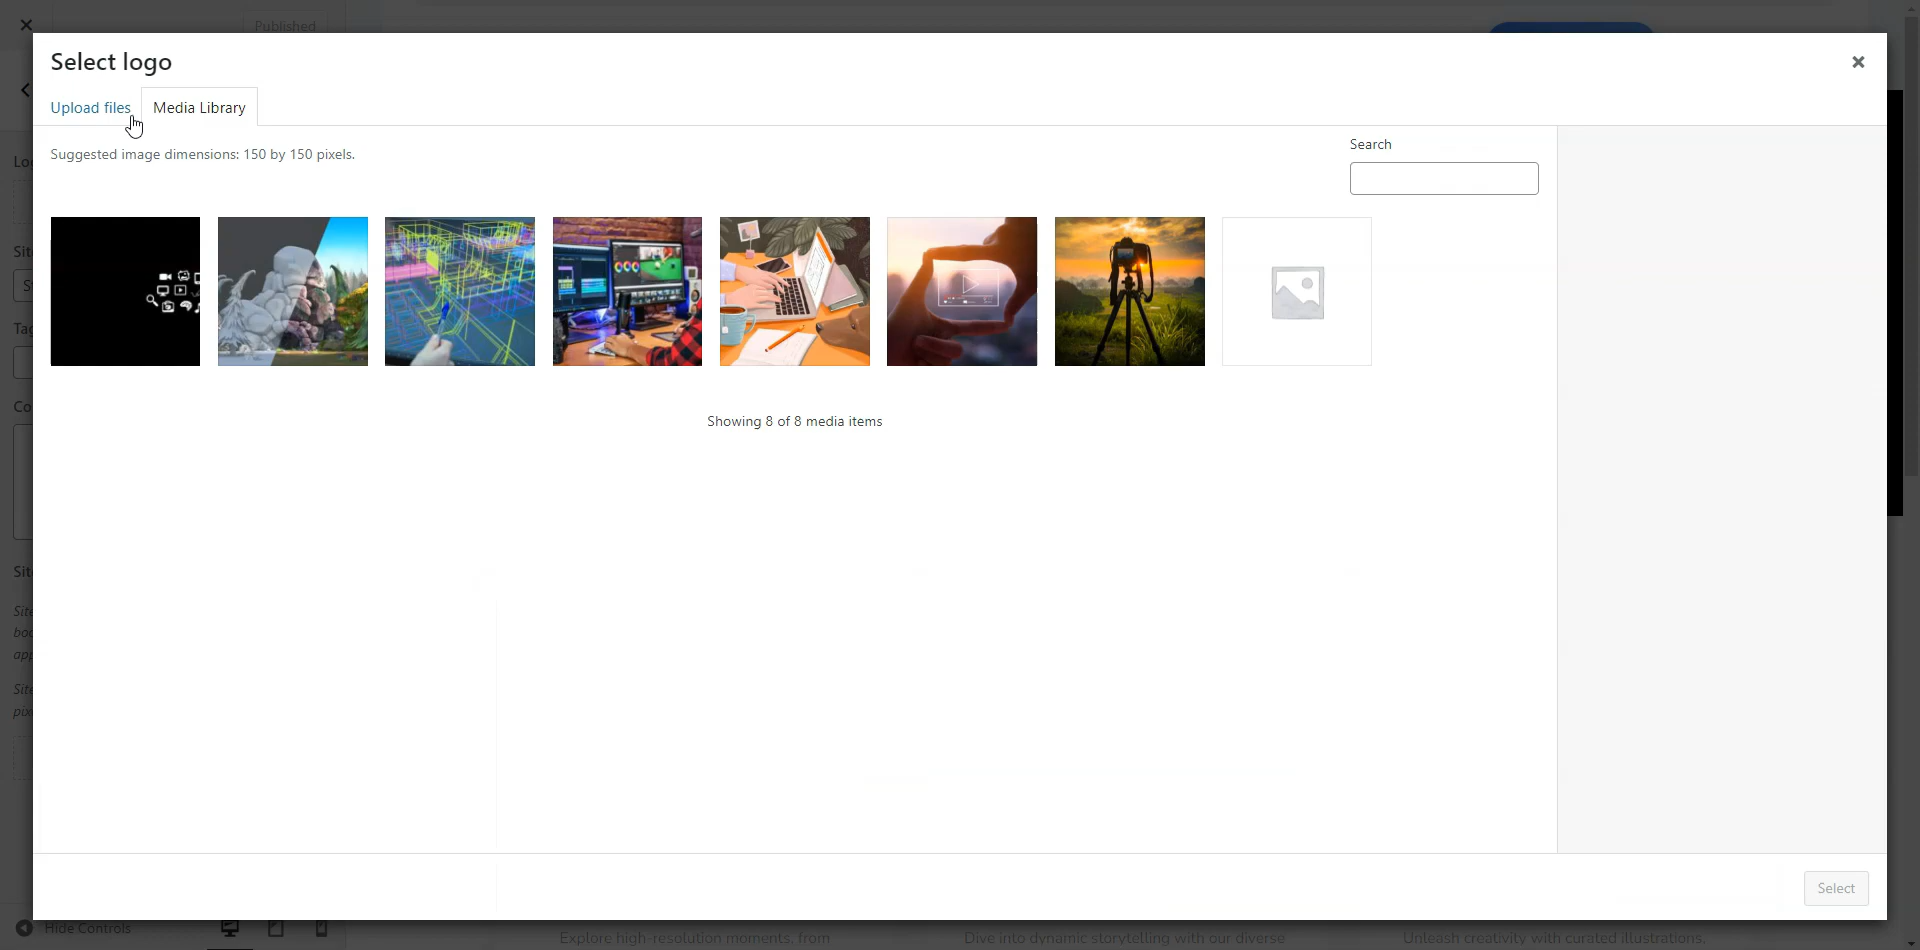 Published
Select logo
Upload files
Media Library
Suggested image dimensions: 150 by 150 pixels.
Search
Showing 8 of 8 media items
Select
Hide Controls
Explore high-resolution moments, from
Dive into dynamic storytelling with our diverse
Unleash creativity with curated illustrations,